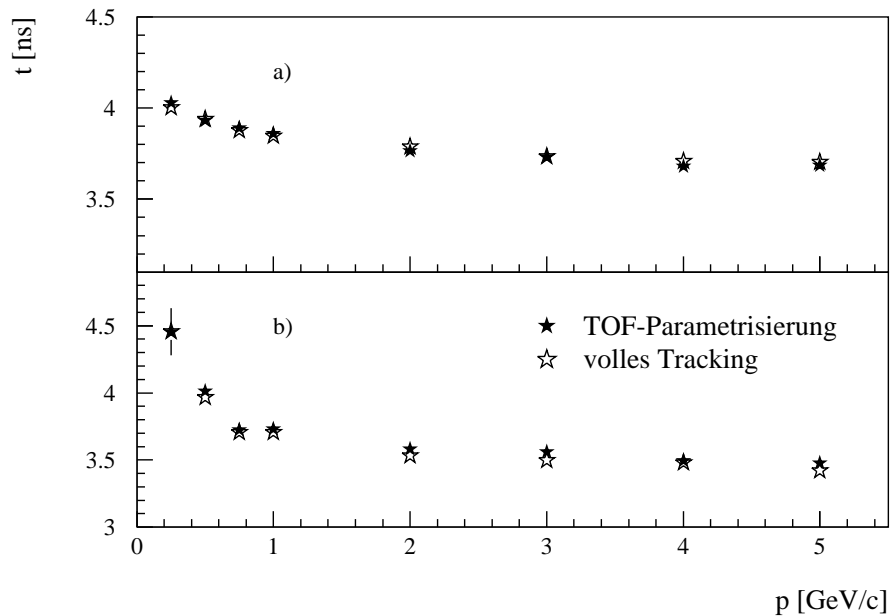 t [ns]
4.5
a)
4
3.5
b)
4.5
TOF-Parametrisierung
volles Tracking
4
3.5
3
0 1 2 3 4 5
p [GeV/c]